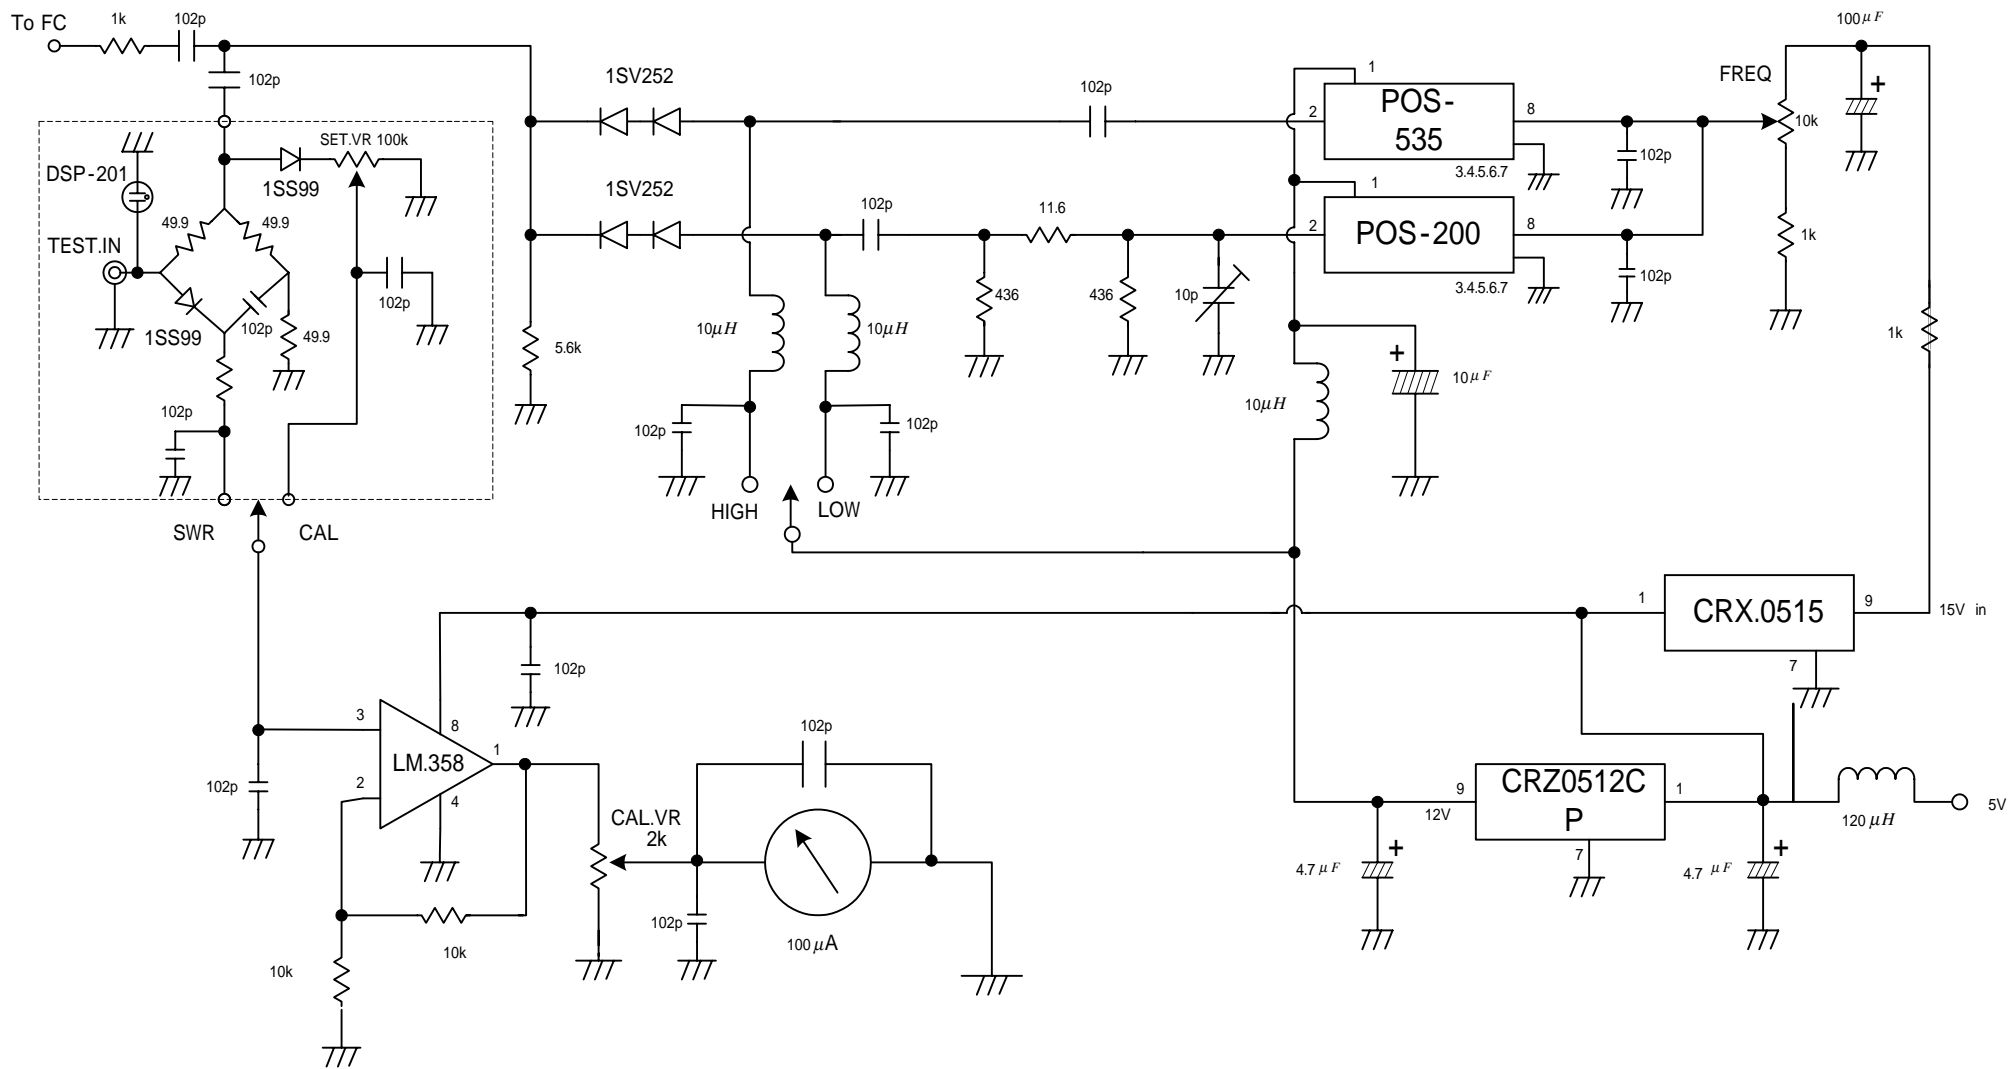 To FC
1k
102p
102p
1SV252
102p
1
POS-
535
2
8
3.4.5.6.7
102p
FREQ
10k
100μF
+
DSP-201
SET.VR 100k
1SS99
49.9
49.9
TEST.IN
1SS99
102p
102p
49.9
102p
SWR
CAL
1SV252
102p
11.6
1
POS-200
2
8
3.4.5.6.7
102p
1k
436
436
10p
5.6k
10μH
10μH
102p
102p
HIGH
LOW
10μH
+
10μF
1k
1
CRX.0515
9
15V in
7
102p
3
8
LM.358
1
2
4
102p
10k
10k
CAL.VR
2k
102p
102p
100μA
9
12V
CRZ0512C
P
1
7
+
4.7μF
+
4.7μF
120μH
5V